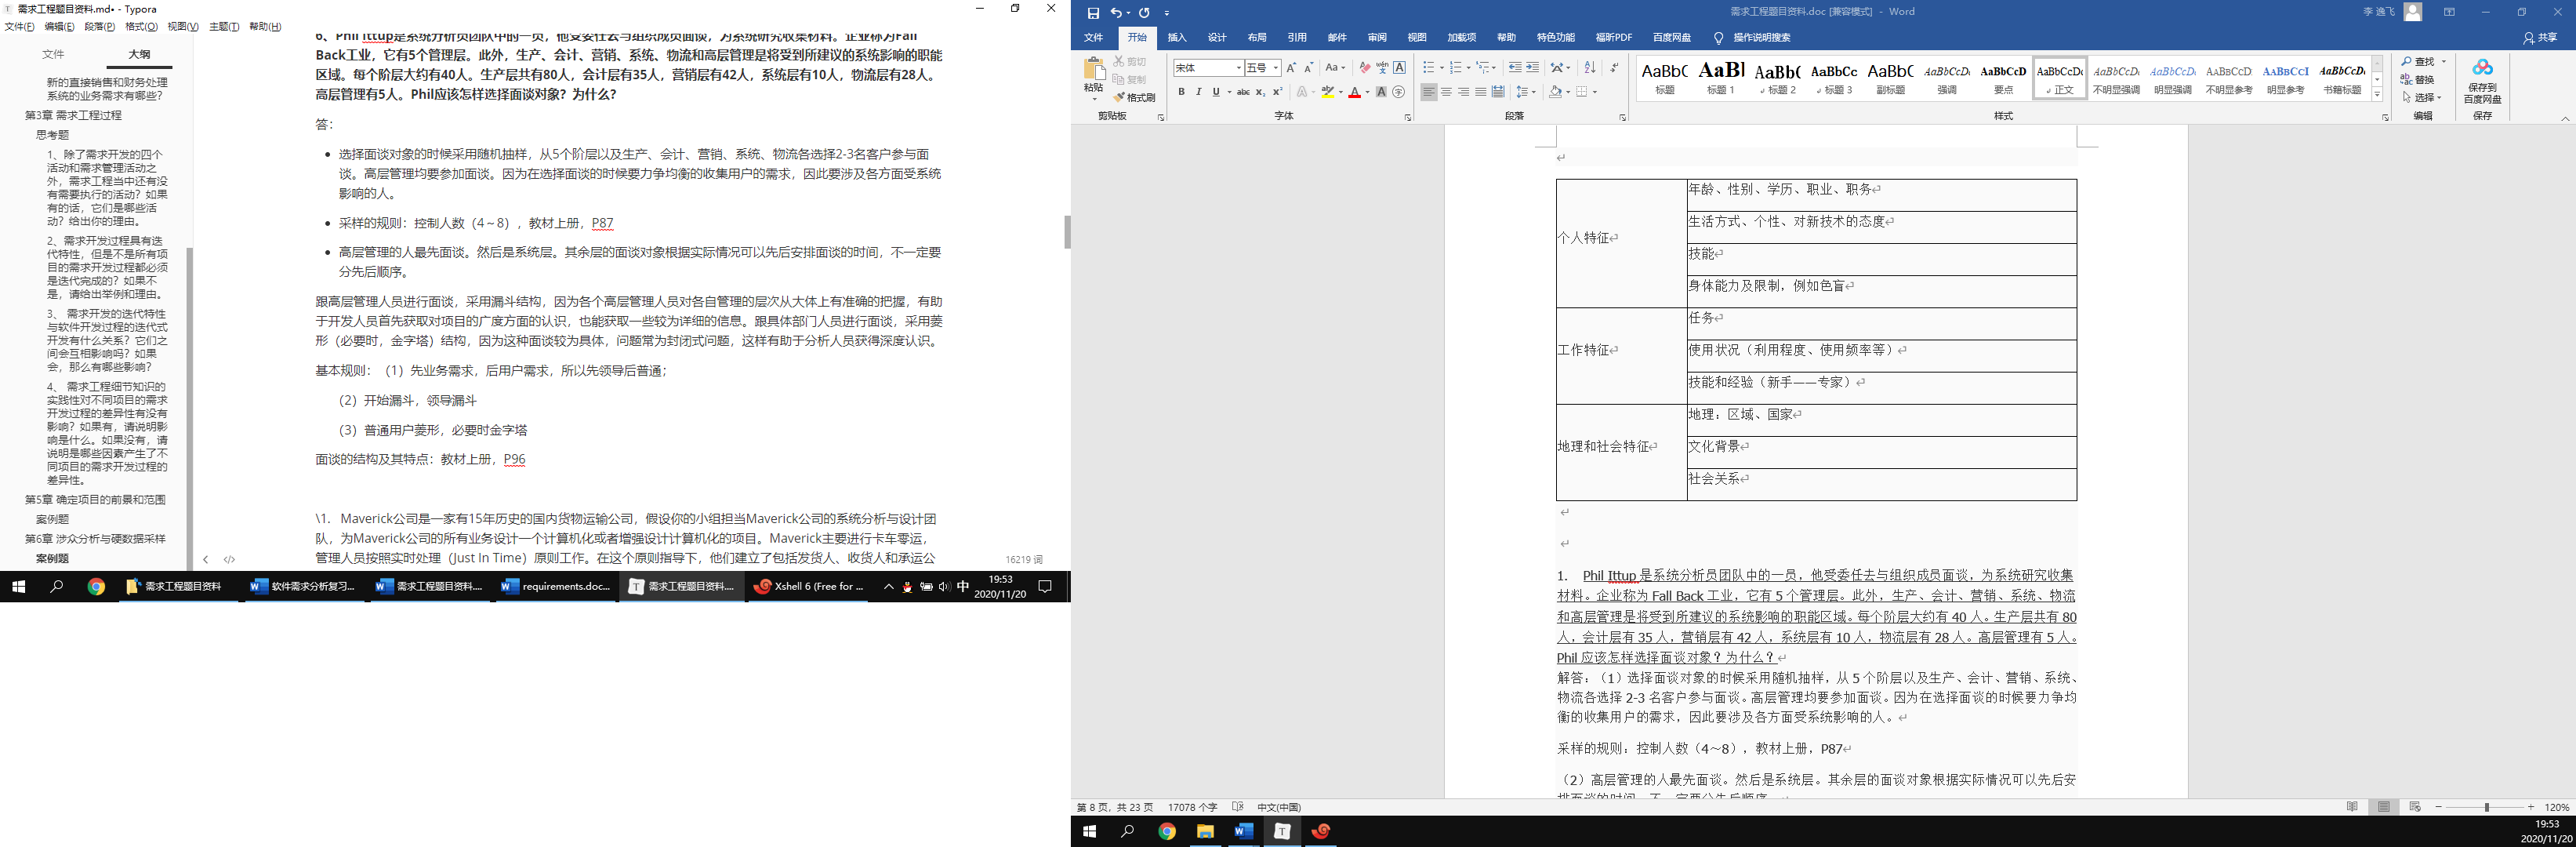 需求工程题目资料.md• - Typora
文件(F) 编辑(E) 段落(P) 格式(O) 视图(V) 主题(T) 帮助(H)
文件 大纲
新的直接销售和财务处理
系统的业务需求有哪些?
第3章 需求工程过程
思考题
1、除了需求开发的四个
活动和需求管理活动之
外，需求工程当中还有没
有需要执行的活动？如果
有的话，它们是哪些活
动？给出你的理由。
2、需求开发过程具有迭
代特性，但是不是所有项
目的需求开发过程都必须
是迭代完成的？如果不
是，请给出举例和理由。
3、 需求开发的迭代特性
与软件开发过程的迭代式
开发有什么关系？它们之
间会互相影响吗？如果
会，那么有哪些影响？
4、 需求工程细节知识的
实践性对不同项目的需求
开发过程的差异性有没有
影响？如果有，请说明影
响是什么。如果没有，请
说明是哪些因素产生了不
同项目的需求开发过程的
差异性。
第5章 确定项目的前景和范围
案例题
第6章 涉众分析与硬数据采样
案例题
6、Phil Ittup是系统分析员团队中的一员，他受委任去与组织成员面谈，为系统研究收集材料。企业称为Fall
Back工业，它有5个管理层。此外，生产、会计、营销、系统、物流和高层管理是将受到所建议的系统影响的职能
区域。每个阶层大约有40人。生产层共有80人，会计层有35人，营销层有42人，系统层有10人，物流层有28人。
高层管理有5人。Phil应该怎样选择面谈对象？为什么？
答：
• 选择面谈对象的时候采用随机抽样，从5个阶层以及生产、会计、营销、系统、物流各选择2-3名客户参与面
谈。高层管理均要参加面谈。因为在选择面谈的时候要力争均衡的收集用户的需求，因此要涉及各方面受系统
影响的人。
• 采样的规则：控制人数（4～8），教材上册，P87
• 高层管理的人最先面谈。然后是系统层。其余层的面谈对象根据实际情况可以先后安排面谈的时间，不一定要
分先后顺序。
跟高层管理人员进行面谈，采用漏斗结构，因为各个高层管理人员对各自管理的层次从大体上有准确的把握，有助
于开发人员首先获取对项目的广度方面的认识，也能获取一些较为详细的信息。跟具体部门人员进行面谈，采用菱
形（必要时，金字塔）结构，因为这种面谈较为具体，问题常为封闭式问题，这样有助于分析人员获得深度认识。
基本规则：（1）先业务需求，后用户需求，所以先领导后普通；
（2）开始漏斗，领导漏斗
（3）普通用户菱形，必要时金字塔
面谈的结构及其特点：教材上册，P96
\1. Maverick公司是一家有15年历史的国内货物运输公司，假设你的小组担当Maverick公司的系统分析与设计团
队，为Maverick公司的所有业务设计一个计算机化或者增强设计计算机化的项目。Maverick主要进行卡车零运，
管理人员按照实时处理（Just In Time）原则工作。在这个原则指导下，他们建立了包括发货人、收货人和承运公
16219 词
需求工程题目资料 软件需求分析复习... 需求工程题目资料.... requirements.doc... 需求工程题目资料.... Xshell 6 (Free for ... 中 19:53
2020/11/20
需求工程题目资料.doc [兼容模式] - Word 李 逸飞
文件 开始 插入 设计 布局 引用 邮件 审阅 视图 加载项 帮助 特色功能 福昕PDF 百度网盘 操作说明搜索 共享
粘贴 剪切 复制 格式刷 剪贴板
宋体 五号 字体
段落
AaBbC AaBl AaBb( AaBbCc AaBbC AaBbCcD AaBbCcD AaBbCcDc AaBbCcD AaBbCcD AaBbCcD AaBbCcI AaBbCcD
标题 标题 1 标题 2 标题 3 副标题 强调 要点 正文 不明显强调 明显强调 不明显参考 明显参考 书籍标题
样式
查找 替换 选择 编辑
保存到
百度网盘
保存
个人特征
年龄、性别、学历、职业、职务
生活方式、个性、对新技术的态度
技能
身体能力及限制，例如色盲
工作特征
任务
使用状况（利用程度、使用频率等）
技能和经验（新手——专家）
地理和社会特征
地理：区域、国家
文化背景
社会关系
1. Phil Ittup 是系统分析员团队中的一员，他受委任去与组织成员面谈，为系统研究收集
材料。企业称为 Fall Back 工业，它有 5 个管理层。此外，生产、会计、营销、系统、物流
和高层管理是将受到所建议的系统影响的职能区域。每个阶层大约有 40 人。生产层共有 80
人，会计层有 35 人，营销层有 42 人，系统层有 10 人，物流层有 28 人。高层管理有 5 人。
Phil 应该怎样选择面谈对象？为什么？
解答：（1）选择面谈对象的时候采用随机抽样，从 5 个阶层以及生产、会计、营销、系统、
物流各选择 2-3 名客户参与面谈。高层管理均要参加面谈。因为在选择面谈的时候要力争均
衡的收集用户的需求，因此要涉及各方面受系统影响的人。
采样的规则：控制人数（4～8），教材上册，P87
（2）高层管理的人最先面谈。然后是系统层。其余层的面谈对象根据实际情况可以先后安
排面谈的时间，不一定要分先后顺序。
第 8 页，共 23 页 17078 个字 中文(中国) 120%
19:53
2020/11/20